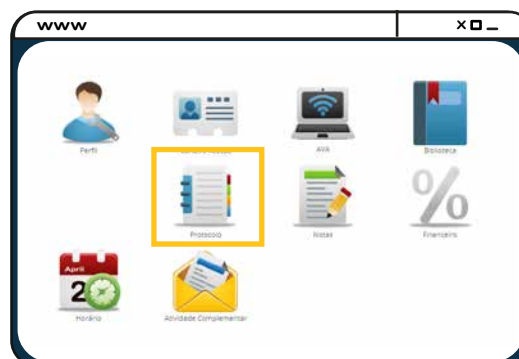 www
Perfil
AVA
Biblioteca
Protocolo
Notas
Financeiro
April
2
Horário
Atividade Complementar